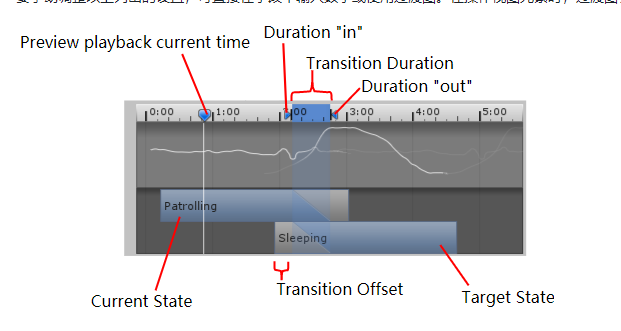 Preview playback current time
Duration "in"
Transition Duration
Duration "out"
0:00
1:00
:00
3:00
4:00
5:00
Patrolling
Sleeping
Current State
Transition Offset
Target State